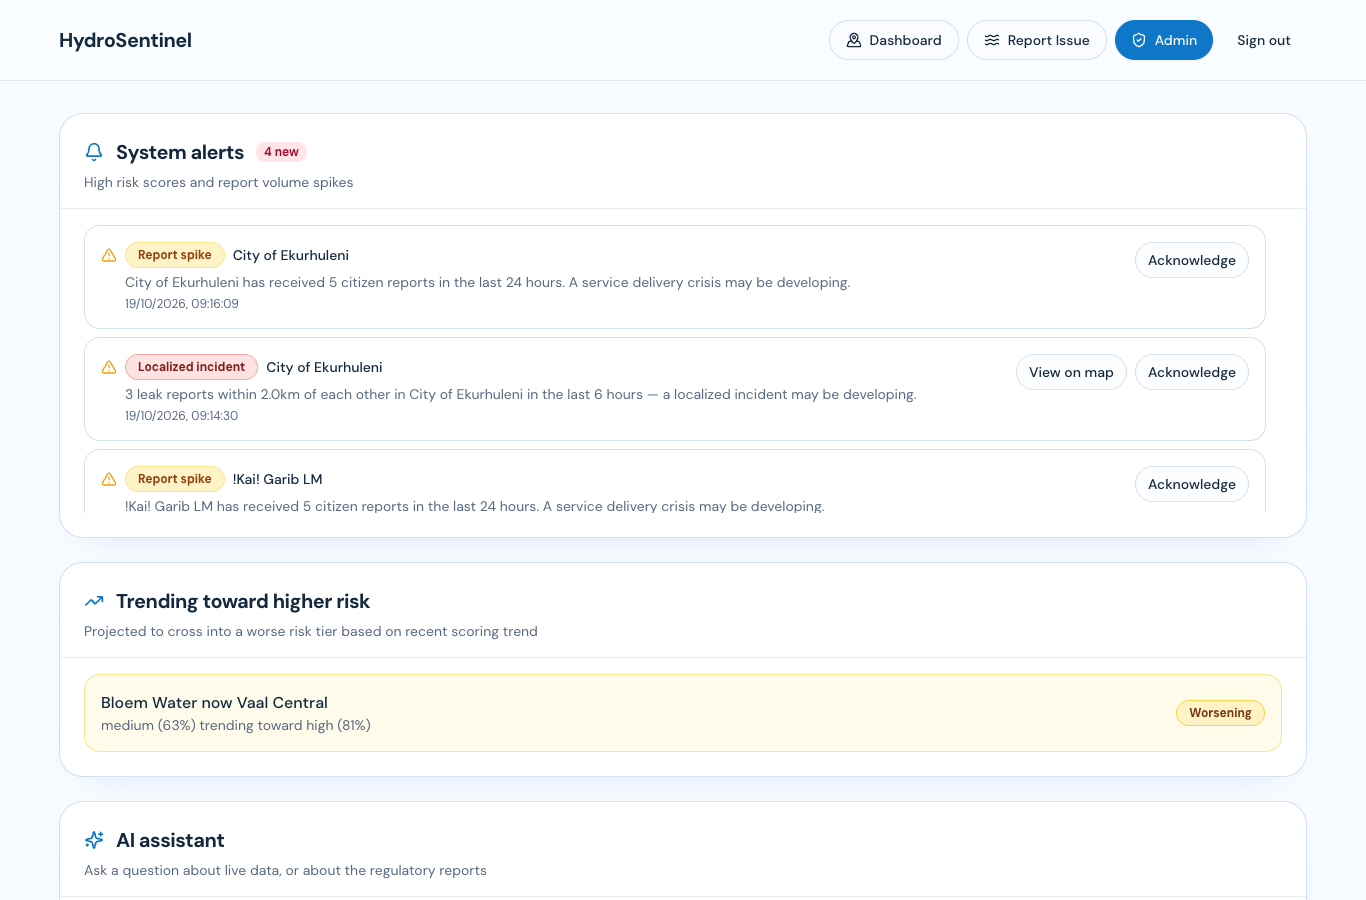 HydroSentinel
Dashboard
Report Issue
Admin
Sign out
System alerts
4 new
High risk scores and report volume spikes
Report spike
City of Ekurhuleni
Acknowledge
City of Ekurhuleni has received 5 citizen reports in the last 24 hours. A service delivery crisis may be developing.
19/10/2026, 09:16:09
Localized incident
City of Ekurhuleni
View on map
Acknowledge
3 leak reports within 2.0km of each other in City of Ekurhuleni in the last 6 hours — a localized incident may be developing.
19/10/2026, 09:14:30
Report spike
!Kai! Garib LM
Acknowledge
!Kai! Garib LM has received 5 citizen reports in the last 24 hours. A service delivery crisis may be developing.
Trending toward higher risk
Projected to cross into a worse risk tier based on recent scoring trend
Bloem Water now Vaal Central
medium (63%) trending toward high (81%)
Worsening
AI assistant
Ask a question about live data, or about the regulatory reports